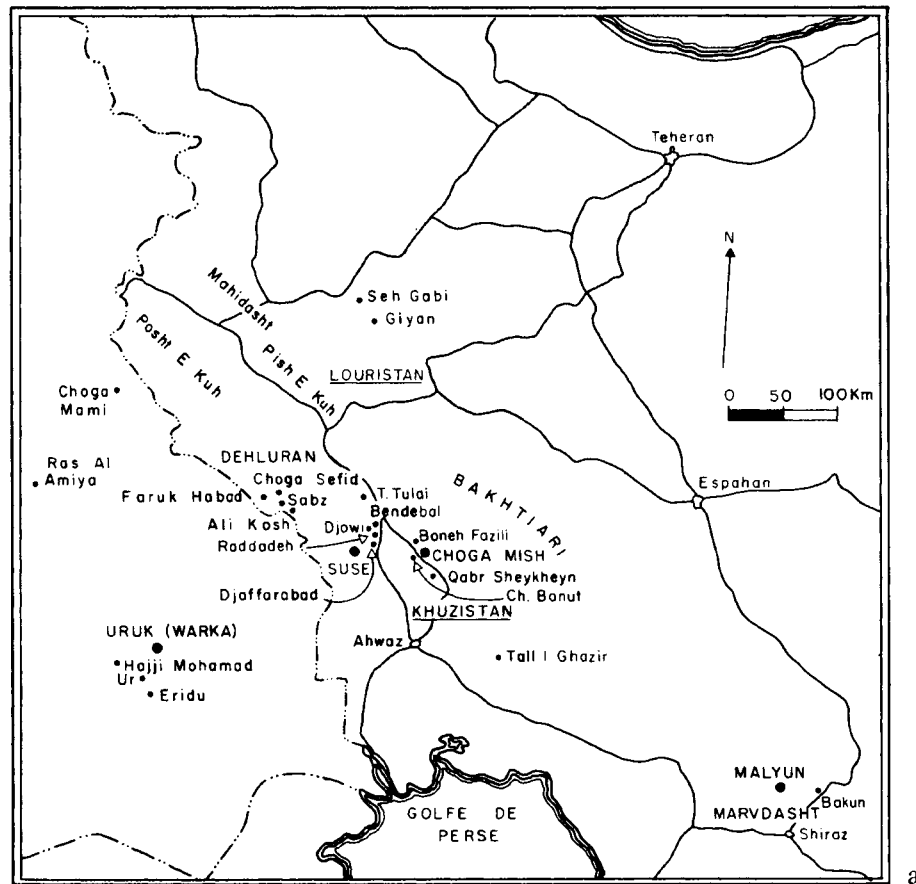 Teheran
N
Mahidasht
Seh Gabi
Giyan
Posht E Kuh
Pish E Kuh
LOURISTAN
0 50 100Km
Choga
Mami
DEHLURAN
Choga Sefid
BAKHTIARI
Espahan
Ras Al
Amiya
Faruk Habad
Sabz
T. Tulai
Bendebal
Ali Kosh
Djowi
Boneh Fazili
Raddadeh
CHOGA MISH
SUSE
Qabr Sheykheyn
Djaffarabad
Ch. Banut
KHUZISTAN
URUK (WARKA)
Ahwaz
Hajji Mohamad
Tall I Ghazir
Ur
Eridu
MALYUN
Bakun
GOLFE DE
PERSE
MARVDASHT
Shiraz
a